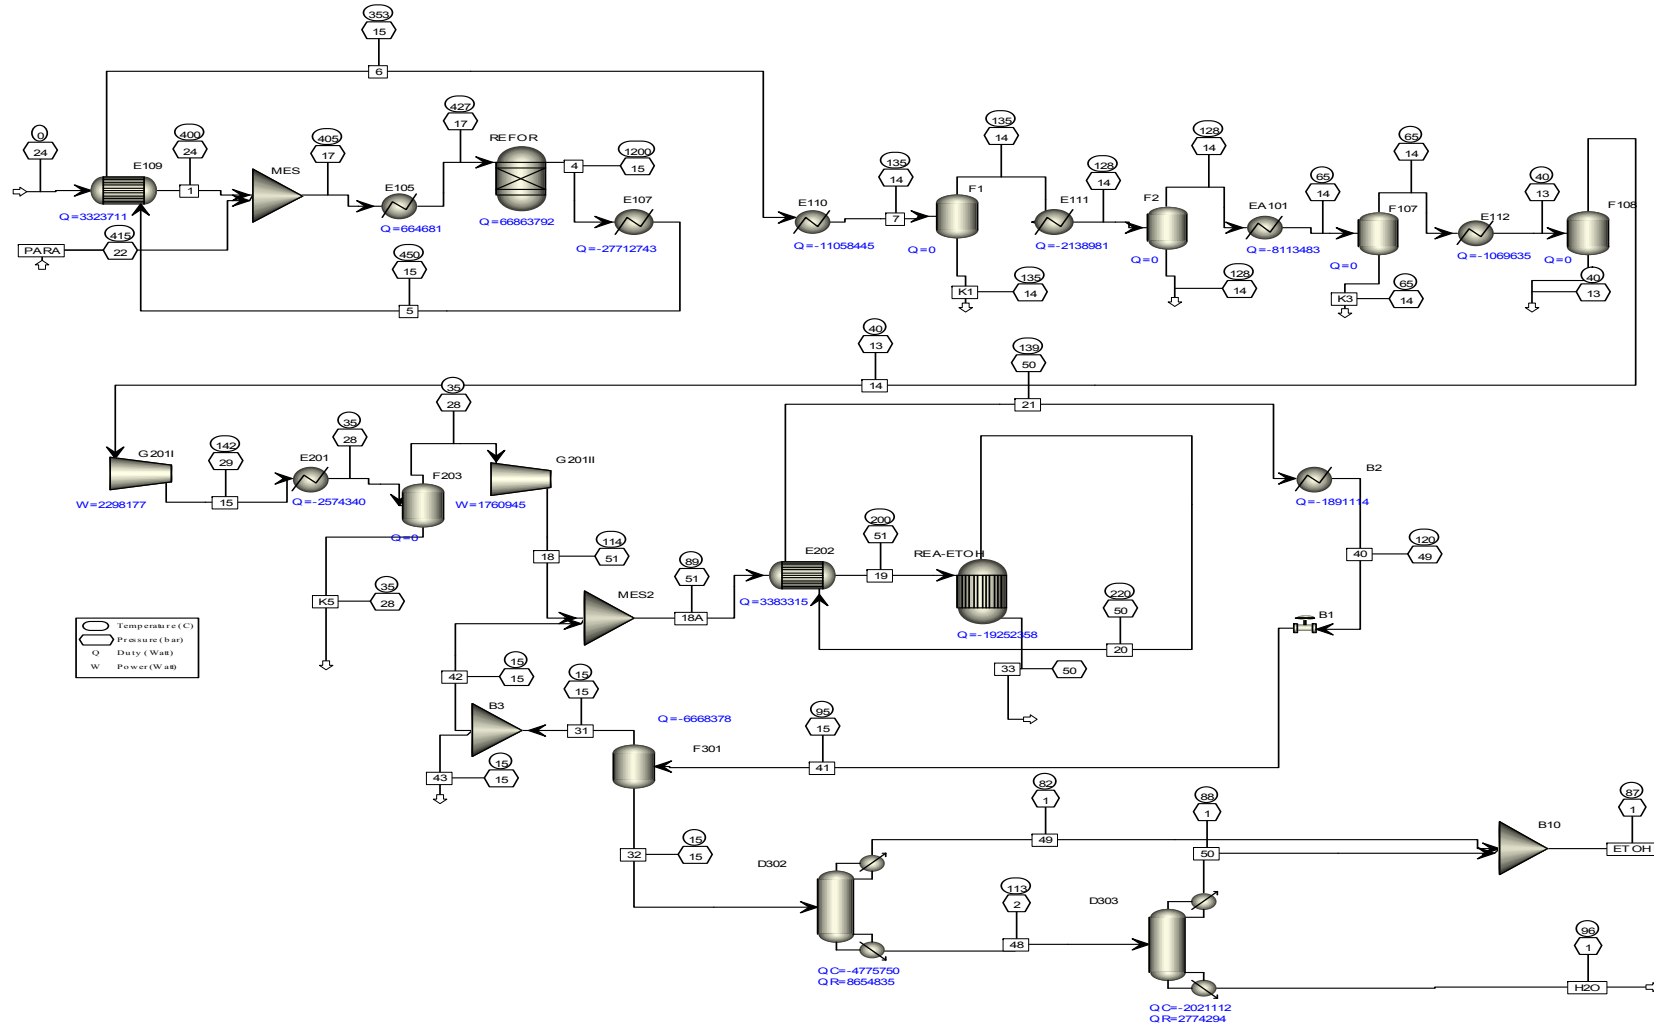 353
15
6
0
24
E109
Q=3323711
400
24
1
MES
405
17
E105
Q=664681
427
17
REFOR
Q=66863792
4
1200
15
E107
Q=-27712743
PARA
415
22
450
15
5
E110
Q=-11058445
135
14
7
F1
Q=0
135
14
K1
135
14
E111
Q=-2138981
128
14
F2
Q=0
128
14
128
14
EA101
Q=-8113483
65
14
F107
Q=0
65
14
K3
65
14
E112
Q=-1069635
40
13
F108
Q=0
40
13
40
13
14
139
50
21
G201I
W=2298177
142
29
15
E201
Q=-2574340
35
28
F203
Q=0
35
28
G201II
W=1760945
K5
35
28
18
114
51
MES2
89
51
18A
E202
Q=3383315
200
51
19
REA-ETOH
Q=-19252358
220
50
20
33
50
B2
Q=-1891114
40
120
49
B1
Temperature (C)
Pressure (bar)
Q Duty (Watt)
W Power (Watt)
42
15
15
B3
43
15
15
31
15
15
Q=-6668378
F301
95
15
41
32
15
15
D302
QC=-4775750
QR=8654835
82
1
49
113
2
48
D303
QC=-2021112
QR=2774294
88
1
50
B10
87
1
ETOH
96
1
H2O